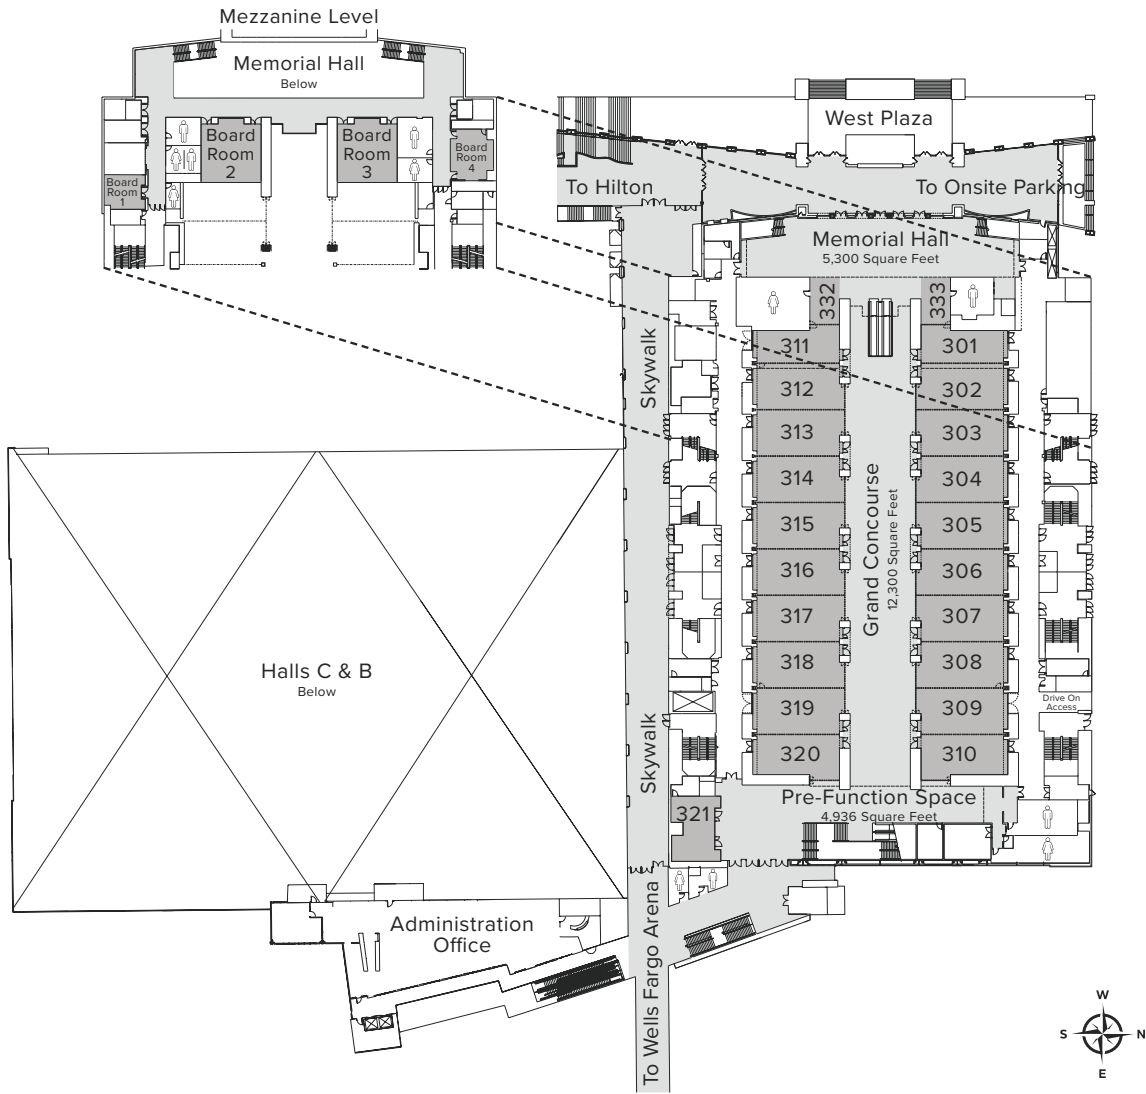 Mezzanine Level
Memorial Hall
Below
Board
Room
2
Board
Room
3
Board
Room
4
Board
Room
1
West Plaza
To Hilton
To Onsite Parking
Memorial Hall
5,300 Square Feet
332
333
311
301
312
302
313
303
314
304
315
305
316
306
317
307
318
308
319
309
320
310
Skywalk
Grand Concourse
12,300 Square Feet
Halls C & B
Below
Skywalk
Drive On
Access
Pre-Function Space
4,936 Square Feet
321
Administration
Office
To Wells Fargo Arena
W
S
N
E